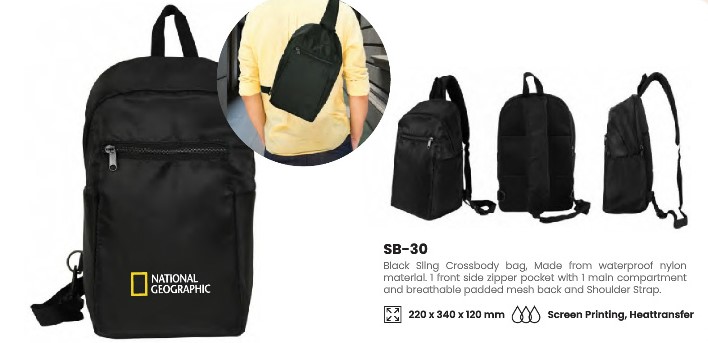 NATIONAL
GEOGRAPHIC
SB-30
Black Sling Crossbody bag, Made from waterproof nylon
material. 1 front side zipper pocket with 1 main compartment
and breathable padded mesh back and Shoulder Strap.
220 x 340 x 120 mm Screen Printing, Heattransfer